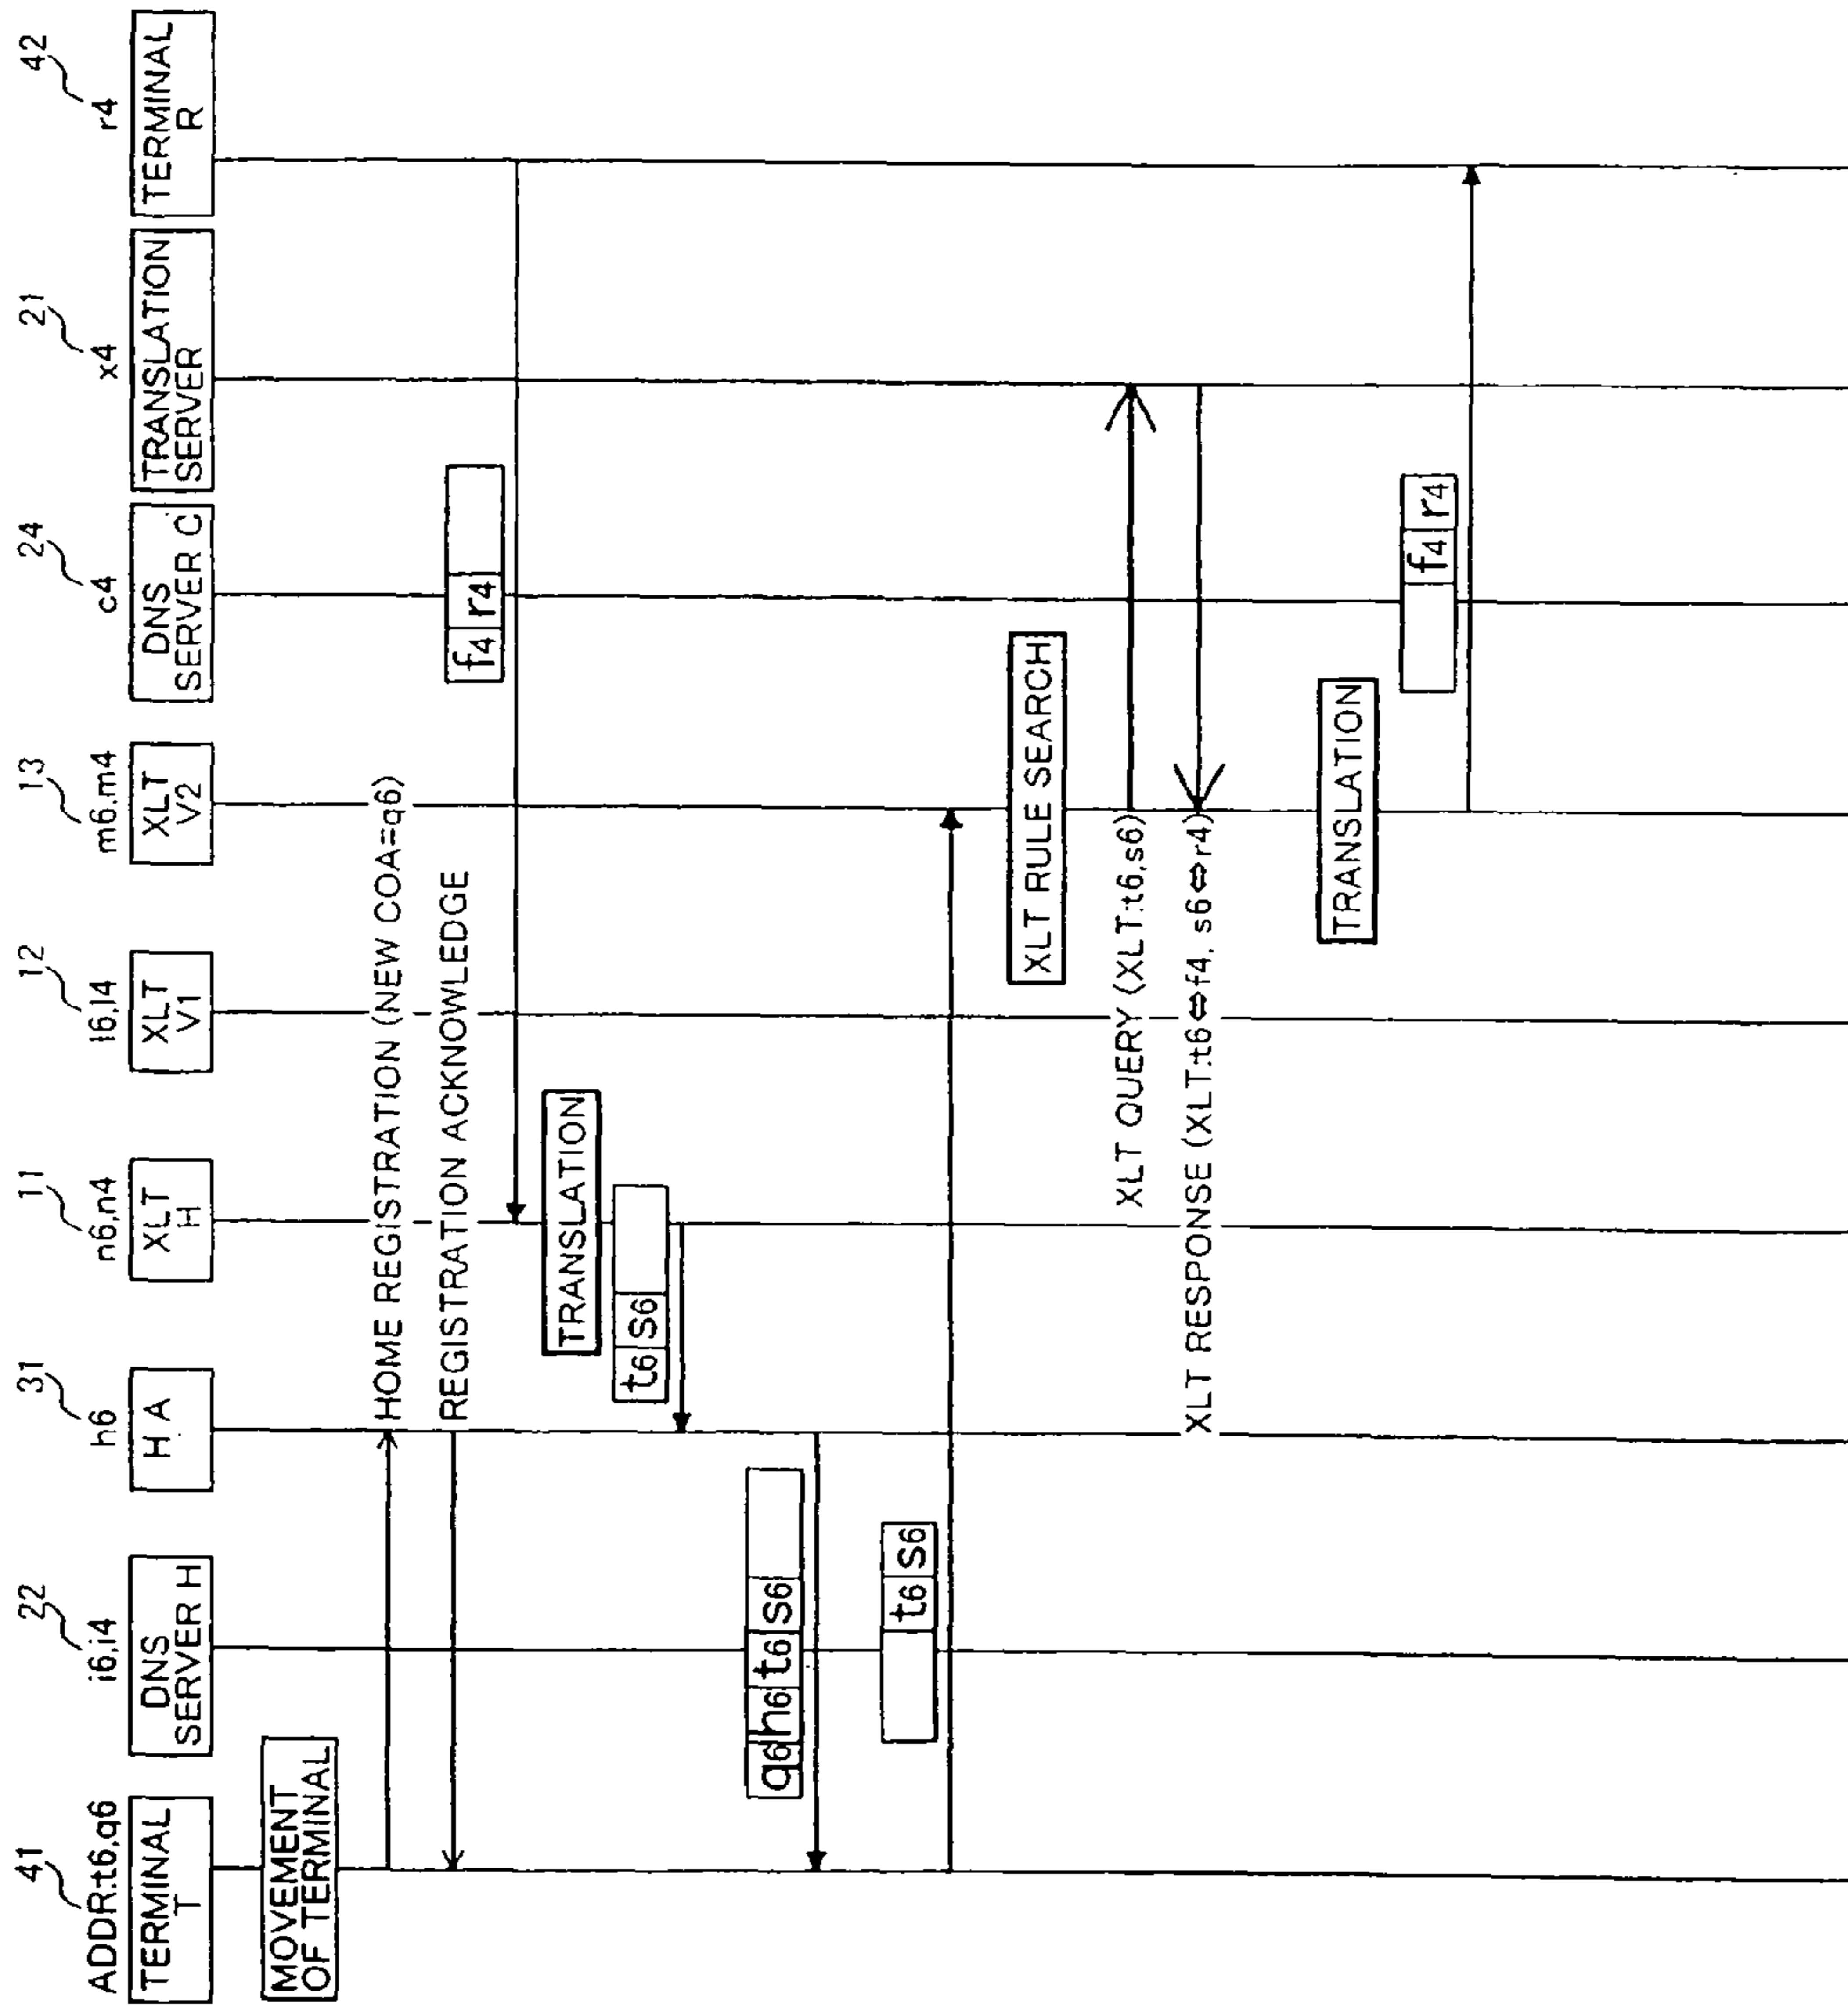 41
ADDR:t6,q6
TERMINAL
T
22
i6,i4
DNS
SERVER H
31
h6
H A
11
n6,n4
XLT
H
12
l6,l4
XLT
V1
13
m6.m4
XLT
V2
24
c4
DNS
SERVER C
21
x4
TRANSLATION
SERVER
42
r4
TERMINAL
R
MOVEMENT
OF TERMINAL
HOME REGISTRATION (NEW COA=q6)
REGISTRATION ACKNOWLEDGE
f4 r4
TRANSLATION
t6 s6
q6 h6 t6 s6
t6 s6
XLT RULE SEARCH
XLT QUERY (XLT:t6,s6)
XLT RESPONSE (XLT:t6⇔f4, s6⇔r4)
TRANSLATION
f4 r4